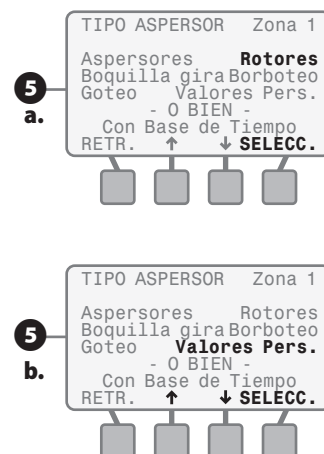 TIPO ASPERSOR Zona 1
Aspersores Rotores
Boquilla gira Borboteo
Goteo Valores Pers.
- O BIEN -
Con Base de Tiempo
RETR. ↑ ↓ SELECC.
5
a.
TIPO ASPERSOR Zona 1
Aspersores Rotores
Boquilla gira Borboteo
Goteo Valores Pers.
- O BIEN -
Con Base de Tiempo
RETR. ↑ ↓ SELECC.
5
b.